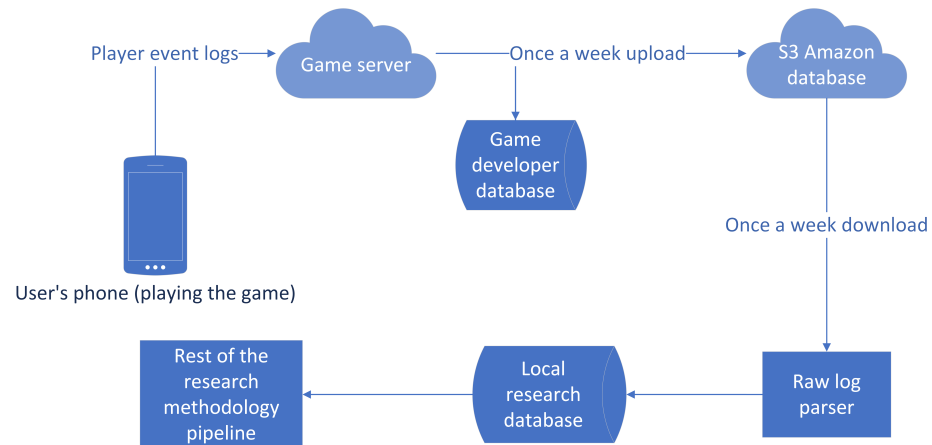 Player event logs
Game server
Once a week upload
S3 Amazon
database
Game
developer
database
Once a week download
User's phone (playing the game)
Rest of the
research
methodology
pipeline
Local
research
database
Raw log
parser